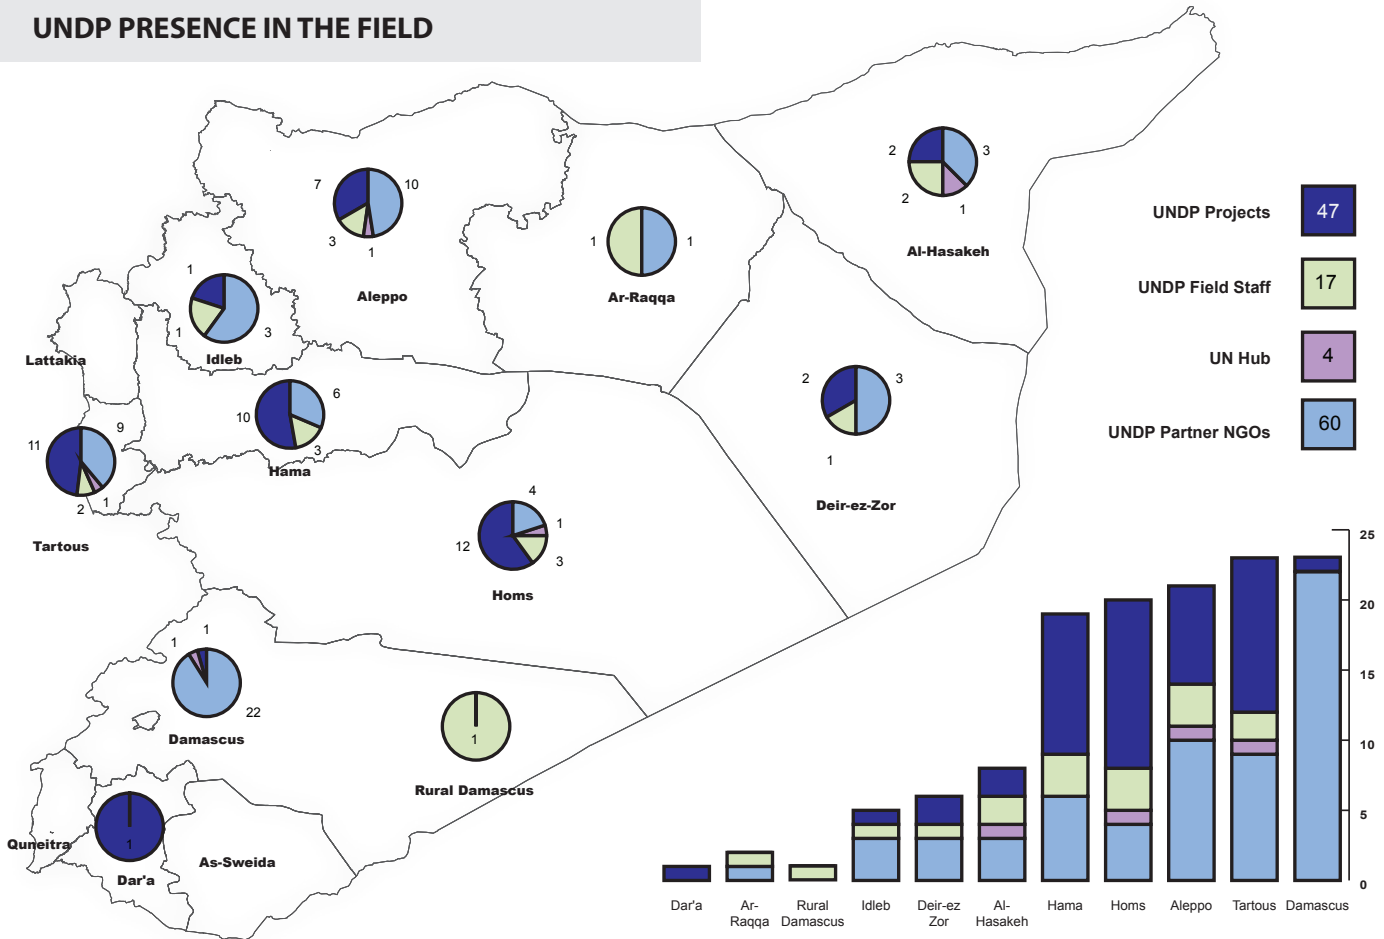 UNDP PRESENCE IN THE FIELD
7
10
3
1
Aleppo
1
1
Ar-Raqqa
2
3
2
1
Al-Hasakeh
UNDP Projects
47
UNDP Field Staff
17
UN Hub
4
UNDP Partner NGOs
60
1
1
3
Idleb
Lattakia
10
6
3
Hama
11
9
2
1
Tartous
2
3
1
Deir-ez-Zor
12
4
1
3
Homs
1
1
22
Damascus
1
Rural Damascus
Quneitra
1
Dar'a
As-Sweida
25
20
15
10
5
0
Dar'a
Ar-
Raqqa
Rural
Damascus
Idleb
Deir-ez
Zor
Al-
Hasakeh
Hama
Homs
Aleppo
Tartous
Damascus